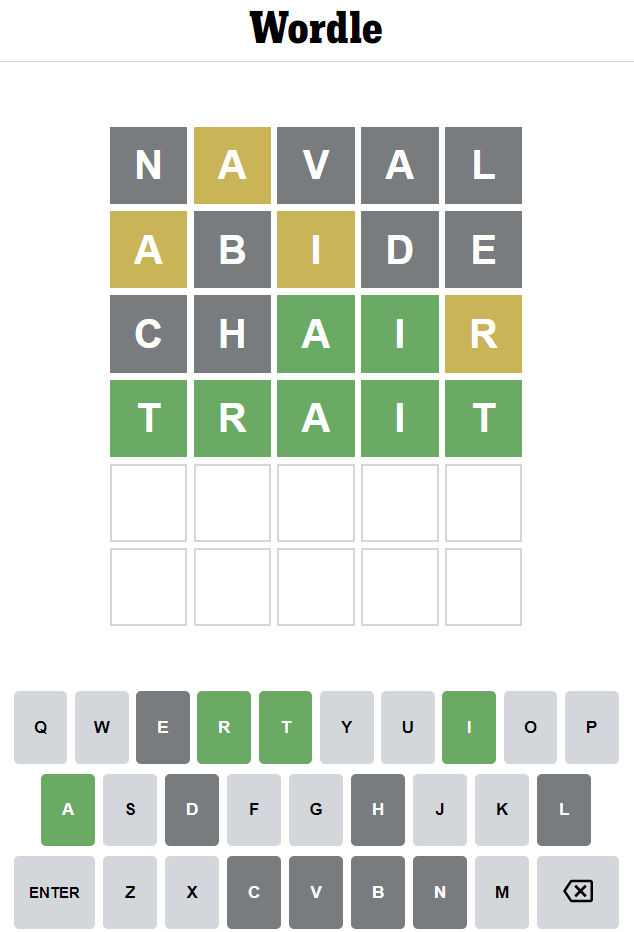 Wordle
N A V A L
A B I D E
C H A I R
T R A I T
Q W E R T Y U I O P
A S D F G H J K L
ENTER Z X C V B N M